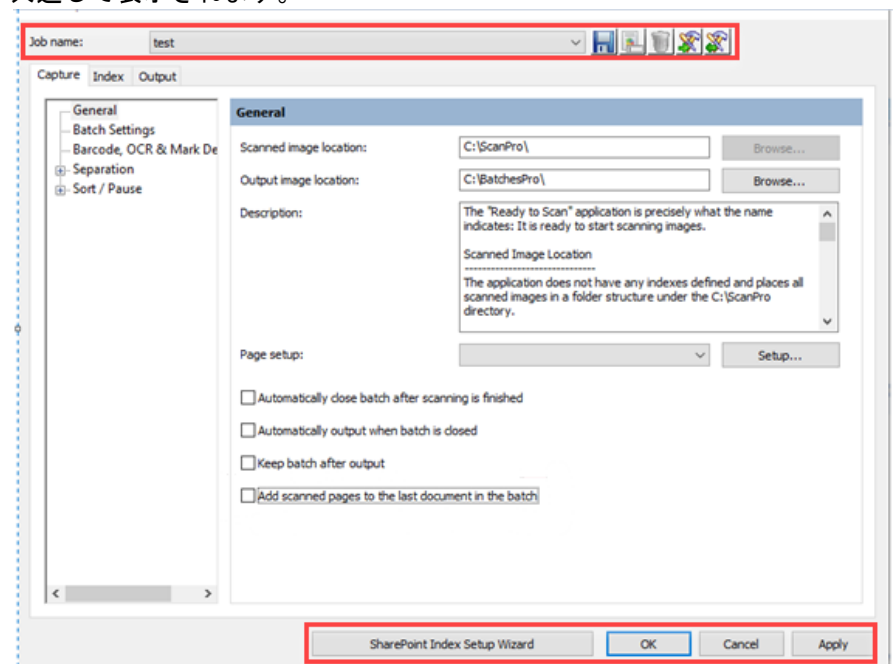 Job name: test
Capture Index Output
General
Batch Settings
Barcode, OCR & Mark De
Separation
Sort / Pause
General
Scanned image location: C:\ScanPro\ Browse...
Output image location: C:\BatchesPro\ Browse...
Description: The "Ready to Scan" application is precisely what the name
indicates: It is ready to start scanning images.
Scanned Image Location
------------------------------
The application does not have any indexes defined and places all
scanned images in a folder structure under the C:\ScanPro
directory.
Page setup: Setup...
Automatically close batch after scanning is finished
Automatically output when batch is closed
Keep batch after output
Add scanned pages to the last document in the batch
SharePoint Index Setup Wizard OK Cancel Apply